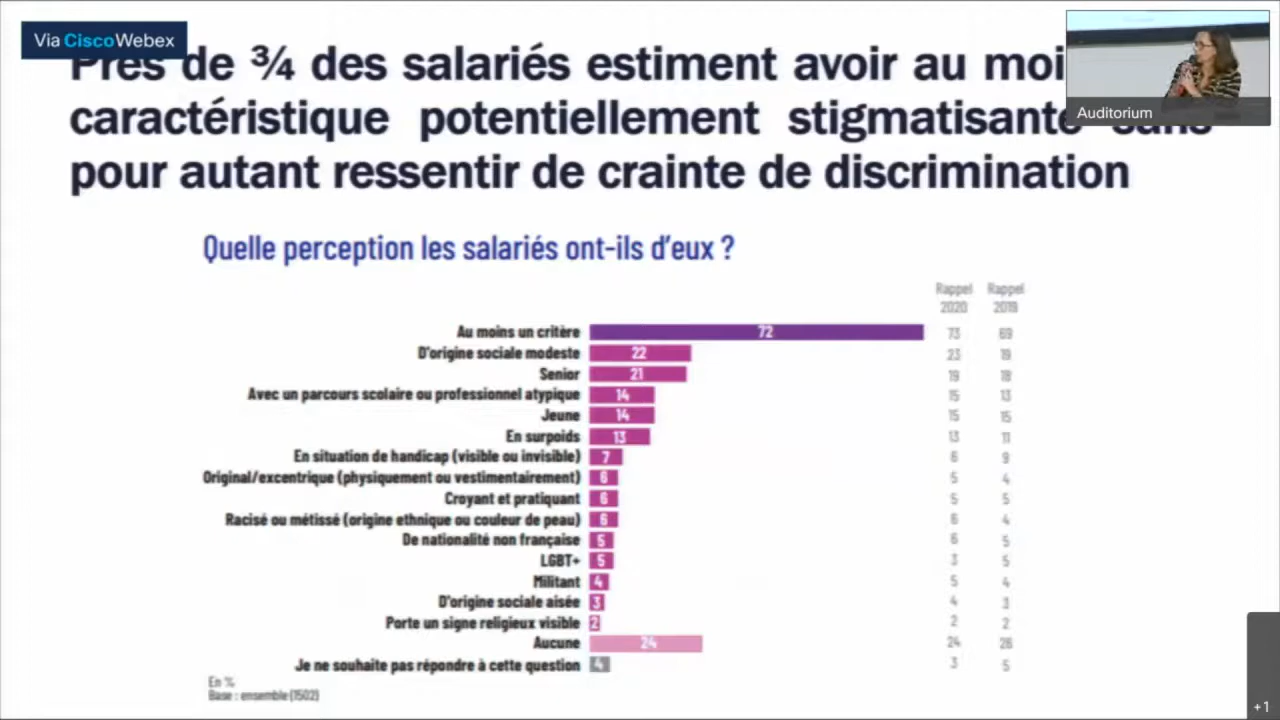 Via Cisco Webex
Près de ¾ des salariés estiment avoir au moi
caractéristique potentiellement stigmatisante sans
pour autant ressentir de crainte de discrimination
Auditorium
Quelle perception les salariés ont-ils d'eux ?
Rappel Rappel
2020 2019
Au moins un critère 72 73 69
D'origine sociale modeste 22 23 19
Senior 21 19 18
Avec un parcours scolaire ou professionnel atypique 14 15 13
Jeune 14 15 15
En surpoids 13 13 11
En situation de handicap (visible ou invisible) 7 6 9
Original/excentrique (physiquement ou vestimentairement) 6 5 4
Croyant et pratiquant 6 5 5
Racisé ou métissé (origine ethnique ou couleur de peau) 6 6 4
De nationalité non française 5 6 5
LGBT+ 5 3 5
Militant 4 5 4
D'origine sociale aisée 3 4 3
Porte un signe religieux visible 2 2 2
Aucune 24 24 26
Je ne souhaite pas répondre à cette question 4 3 5
En %
Base : ensemble (1502)
+1